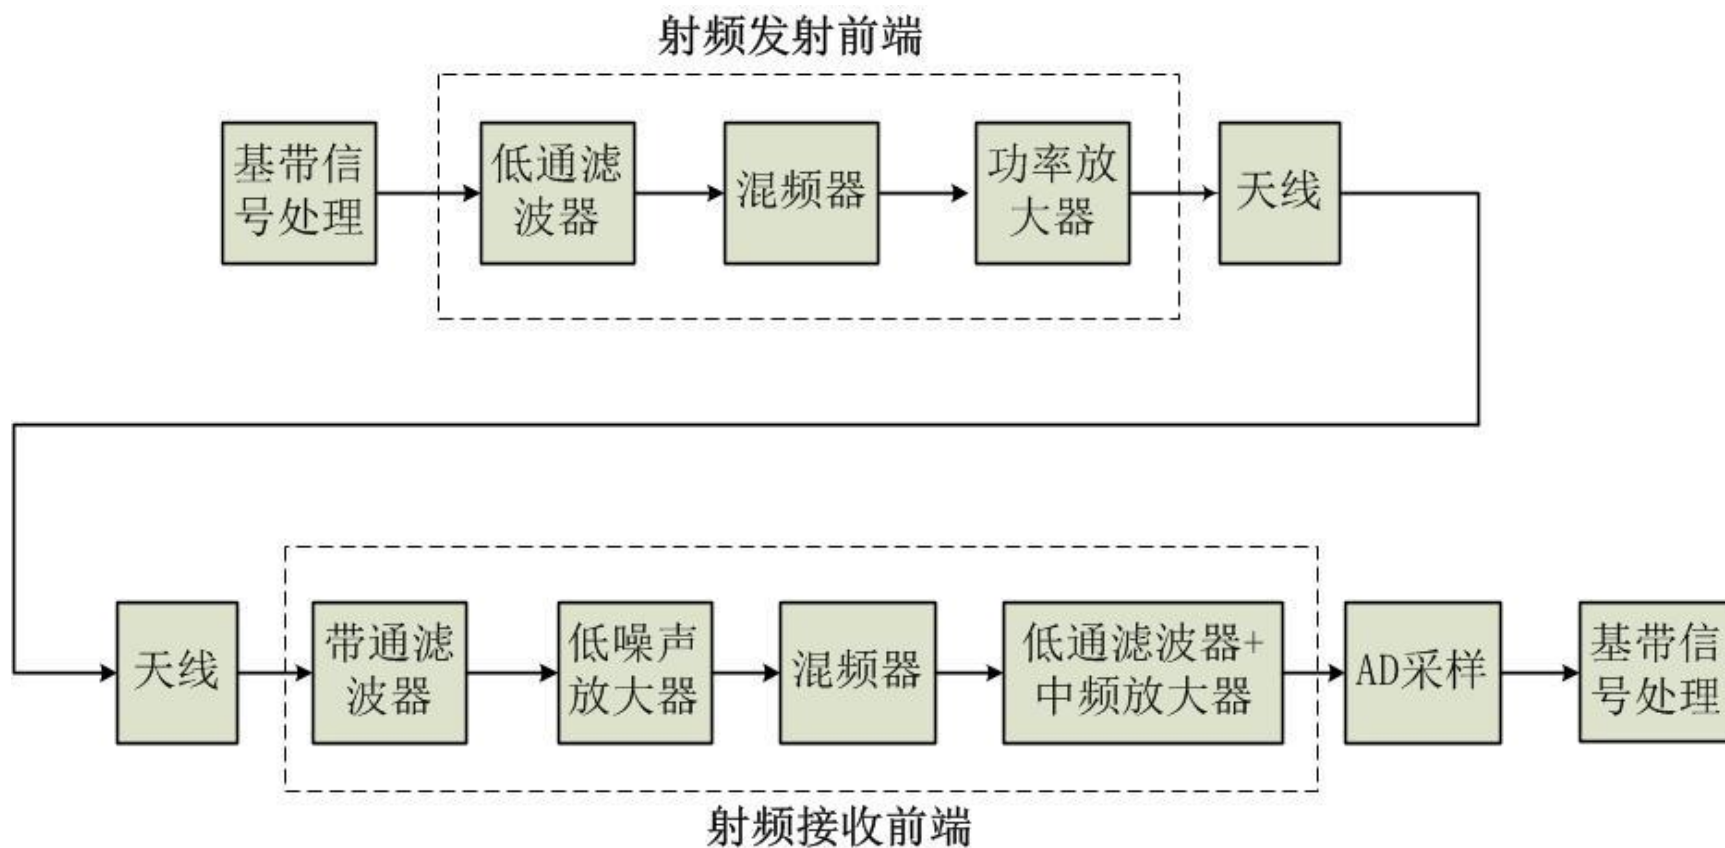 射频发射前端
基带信
号处理
低通滤
波器
混频器
功率放
大器
天线
天线
带通滤
波器
低噪声
放大器
混频器
低通滤波器+
中频放大器
AD采样
基带信
号处理
射频接收前端